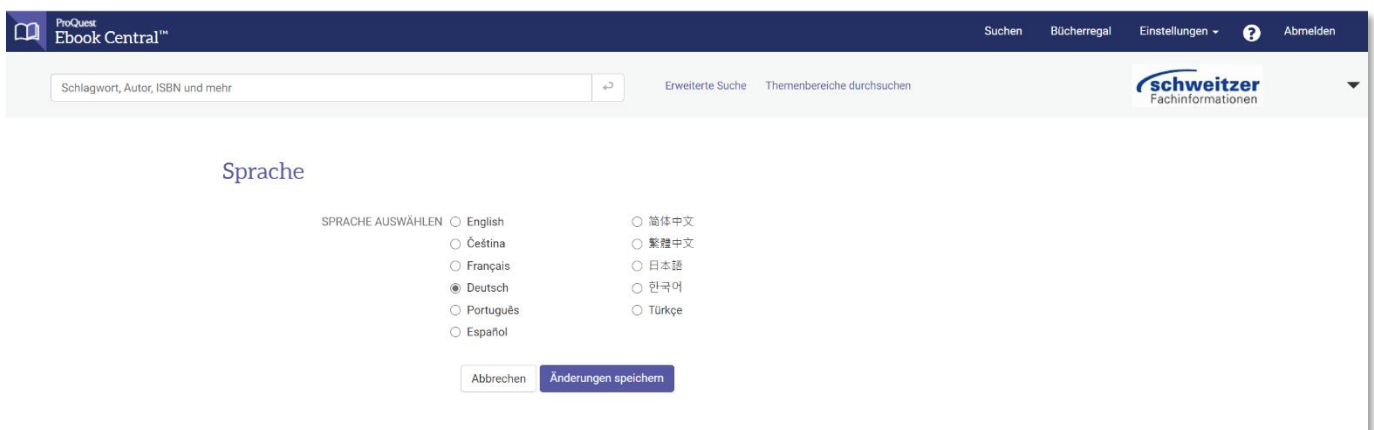 ProQuest
Ebook Central™
Suchen Bücherregal Einstellungen ? Abmelden
Schlagwort, Autor, ISBN und mehr
Erweiterte Suche Themenbereiche durchsuchen
schweitzer
Fachinformationen
Sprache
SPRACHE AUSWÄHLEN English 简体中文
Čeština 繁體中文
Français 日本語
Deutsch 한국어
Português Türkçe
Español
Abbrechen Änderungen speichern